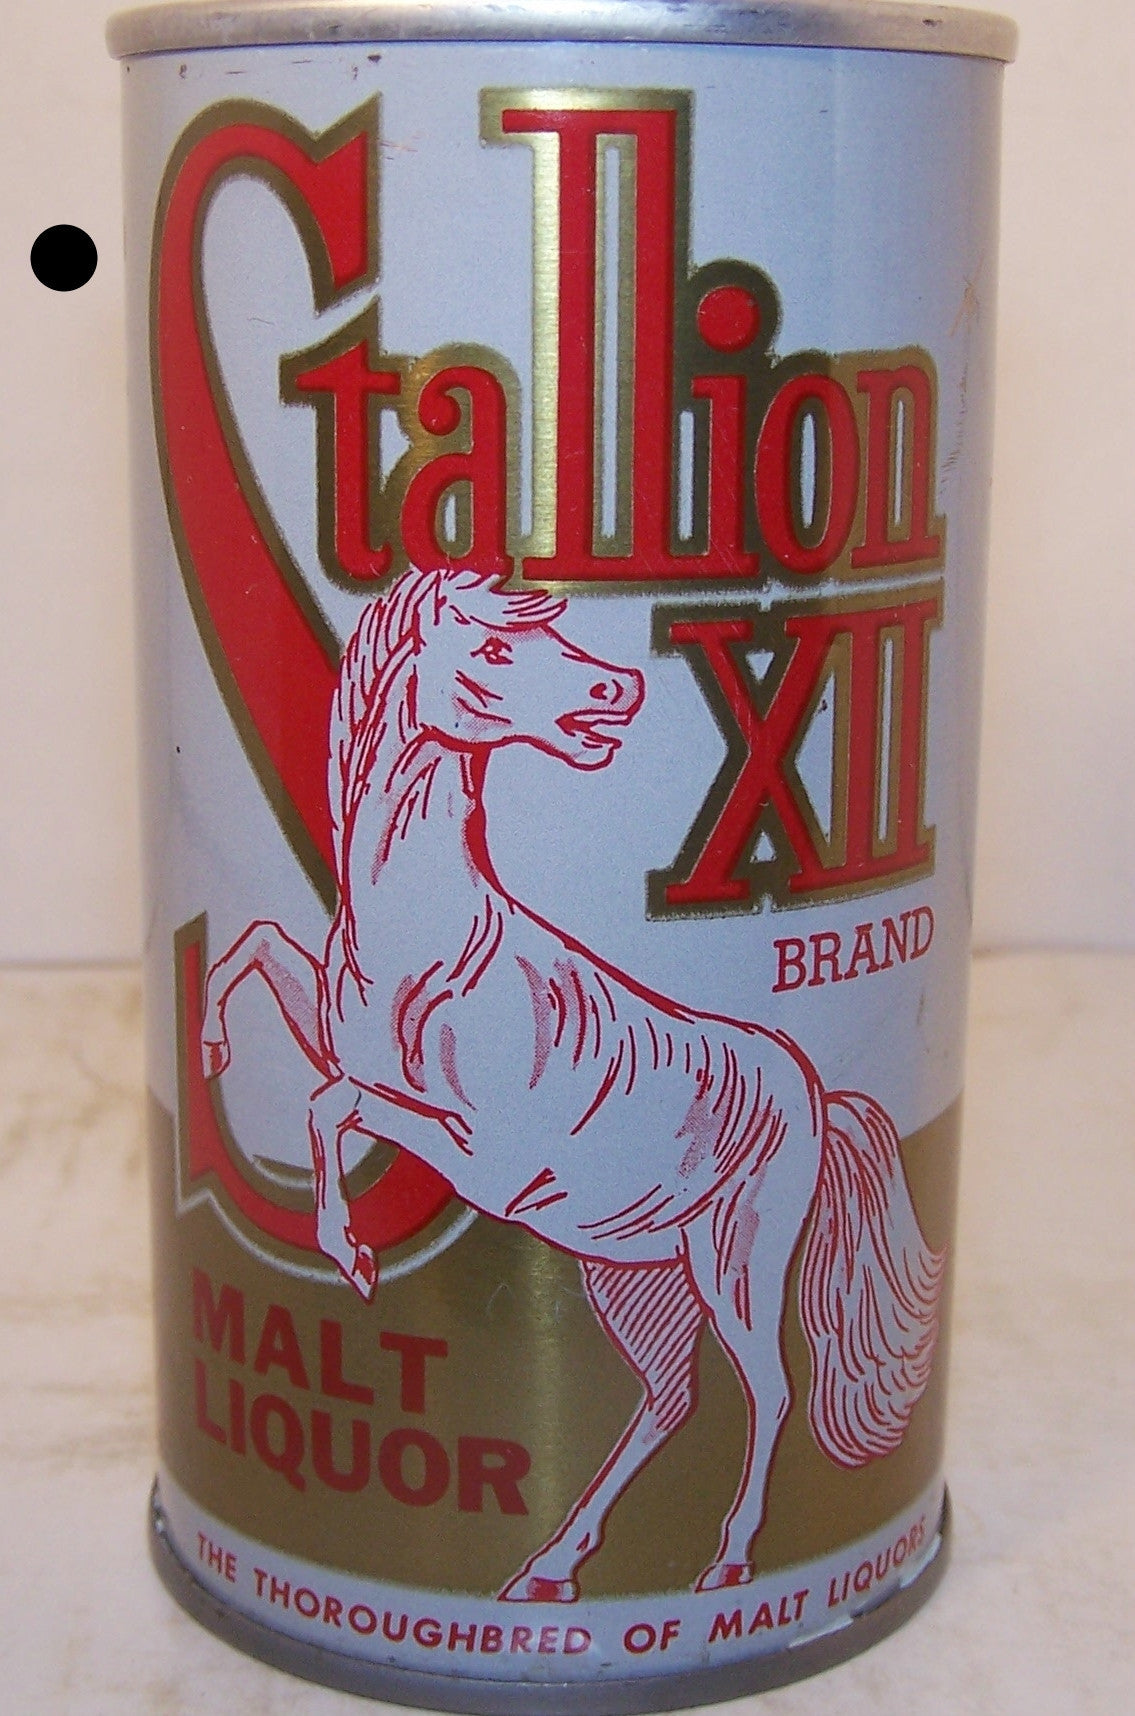 Stallion
XII
BRAND
MALT
LIQUOR
THE THOROUGHBRED OF MALT LIQUORS